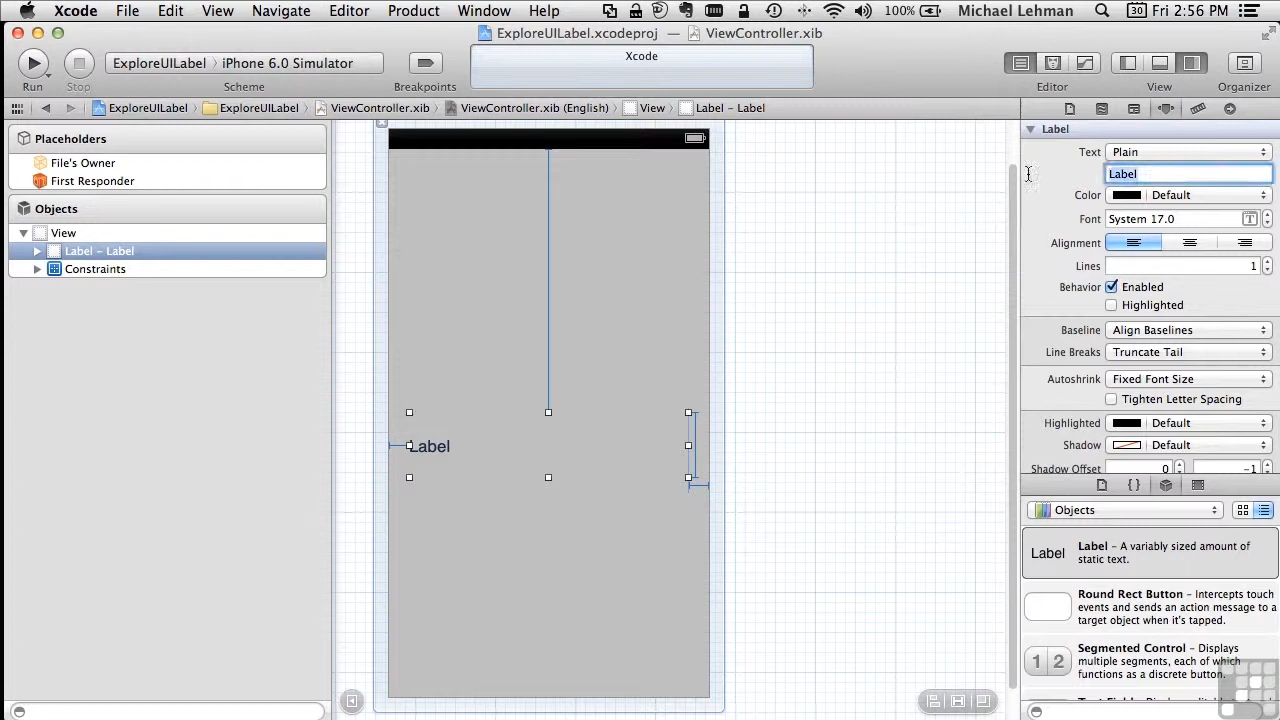 Xcode File Edit View Navigate Editor Product Window Help 100% Michael Lehman 30 Fri 2:56 PM
ExploreUILabel.xcodeproj — ViewController.xib
Run Stop ExploreUILabel iPhone 6.0 Simulator Scheme Breakpoints
Xcode
Editor View Organizer
ExploreUILabel ExploreUILabel ViewController.xib ViewController.xib (English) View Label – Label
Placeholders
File's Owner
First Responder
Objects
View
Label – Label
Constraints
Label
Label
Text Plain
Label
Color Default
Font System 17.0 T
Alignment
Lines 1
Behavior Enabled
Highlighted
Baseline Align Baselines
Line Breaks Truncate Tail
Autoshrink Fixed Font Size
Tighten Letter Spacing
Highlighted Default
Shadow Default
Shadow Offset 0 -1
{}
Objects
Label
Label – A variably sized amount of
static text.
Round Rect Button – Intercepts touch
events and sends an action message to a
target object when it's tapped.
1 2
Segmented Control – Displays
multiple segments, each of which
functions as a discrete button.